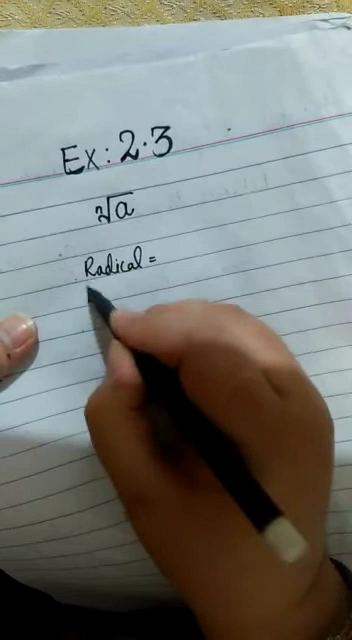 Ex: 2.3
ⁿ√a
Radical =